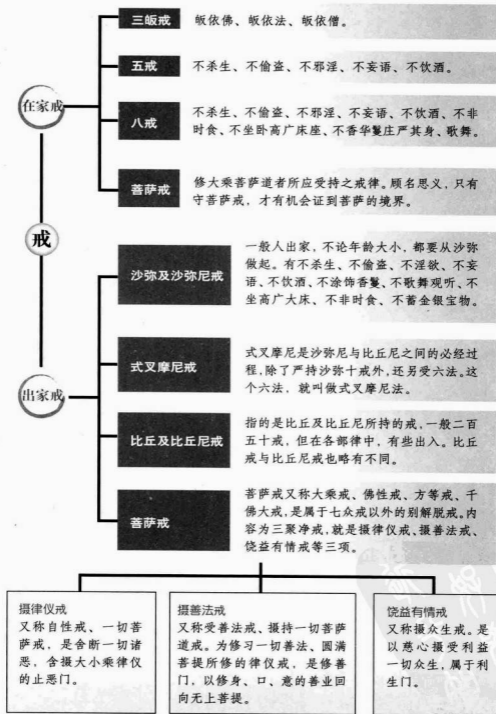 三皈戒
皈依佛、皈依法、皈依僧。
五戒
不杀生、不偷盗、不邪淫、不妄语、不饮酒。
在家戒
八戒
不杀生、不偷盗、不邪淫、不妄语、不饮酒、不非
时食、不坐卧高广床座、不香华鬘庄严其身、歌舞。
菩萨戒
修大乘菩萨道者所应受持之戒律。顾名思义，只有
守菩萨戒，才有机会证到菩萨的境界。
戒
沙弥及沙弥尼戒
一般人出家，不论年龄大小，都要从沙弥
做起。有不杀生、不偷盗、不淫欲、不妄
语、不饮酒、不涂饰香鬘、不歌舞观听、不
坐高广大床、不非时食、不蓄金银宝物。
式叉摩尼戒
式叉摩尼是沙弥尼与比丘尼之间的必经过
程，除了严持沙弥十戒外，还另受六法。这
个六法，就叫做式叉摩尼法。
出家戒
比丘及比丘尼戒
指的是比丘及比丘尼所持的戒，一般二百
五十戒，但在各部律中，有些出入。比丘
戒与比丘尼戒也略有不同。
菩萨戒
菩萨戒又称大乘戒、佛性戒、方等戒、千
佛大戒，是属于七众戒以外的别解脱戒，内
容为三聚净戒，就是摄律仪戒、摄善法戒、
饶益有情戒等三项。
摄律仪戒
又称自性戒、一切菩
萨戒，是舍断一切诸
恶，含摄大小乘律仪
的止恶门。
摄善法戒
又称受善法戒、摄持一切菩萨
道戒。为修习一切善法、圆满
菩提所修的律仪戒，是修善
门，以修身、口、意的善业回
向无上菩提。
饶益有情戒
又称摄众生戒。是
以慈心摄受利益
一切众生，属于利
生门。